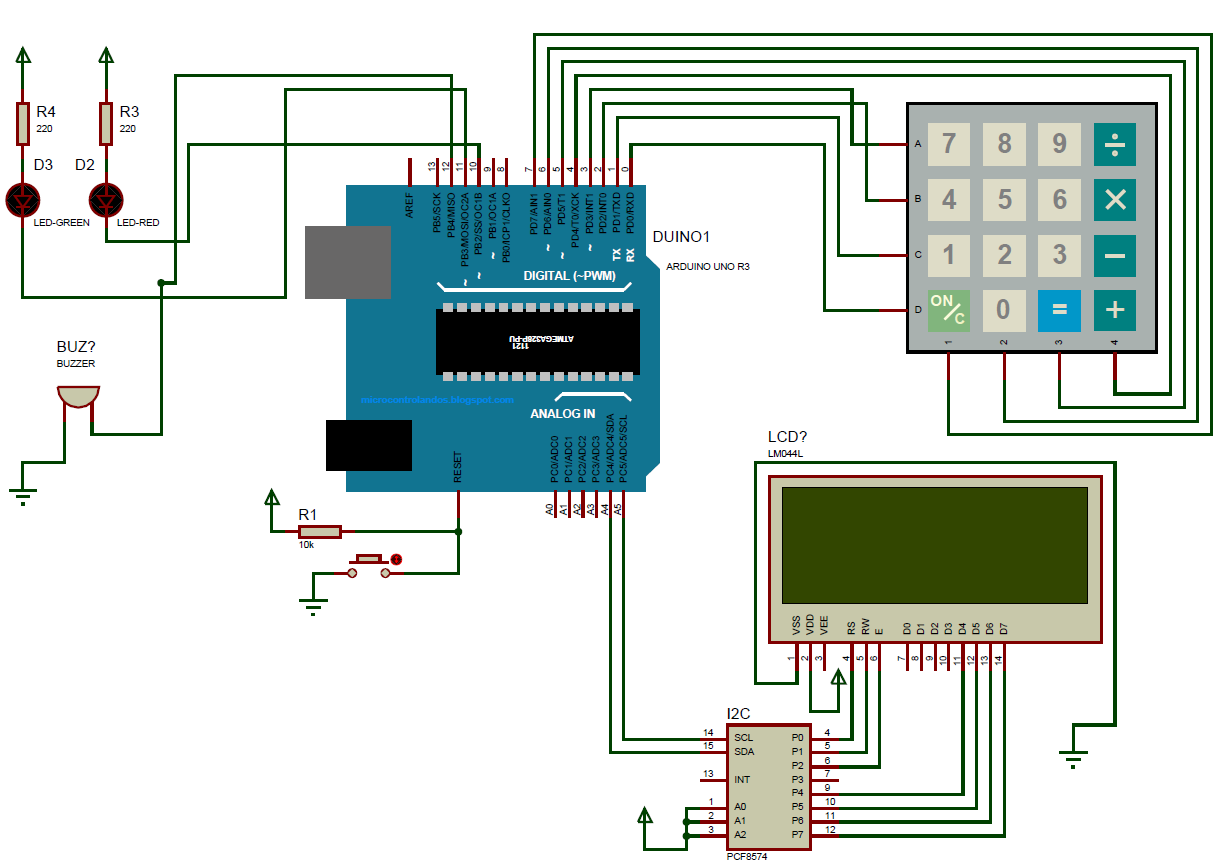 R4
220
R3
220
D3
D2
LED-GREEN
LED-RED
BUZ?
BUZZER
DUINO1
ARDUINO UNO R3
AREF
13
12
11
10
9
8
7
6
5
4
3
2
1
0
PB5/SCK
PB4/MISO
PB3/MOSI/OC2A
PB2/SS/OC1B
PB1/OC1A
PB0/ICP1/CLKO
PD7/AIN1
PD6/AIN0
PD5/T1
PD4/T0/XCK
PD3/INT1
PD2/INT0
PD1/TXD
PD0/RXD
~
~
~
~
~
~
TX
RX
DIGITAL (~PWM)
ATMEGA328P-PU
1121
microcontrolandos.blogspot.com
ANALOG IN
RESET
PC0/ADC0
PC1/ADC1
PC2/ADC2
PC3/ADC3
PC4/ADC4/SDA
PC5/ADC5/SCL
A0
A1
A2
A3
A4
A5
R1
10k
A
B
C
D
7 8 9 ÷
4 5 6 ×
1 2 3 −
ON/C 0 = +
1
2
3
4
LCD?
LM044L
VSS
VDD
VEE
RS
RW
E
D0
D1
D2
D3
D4
D5
D6
D7
1
2
3
4
5
6
7
8
9
10
11
12
13
14
I2C
14 SCL P0 4
15 SDA P1 5
P2 6
13 INT P3 7
P4 9
1 A0 P5 10
2 A1 P6 11
3 A2 P7 12
PCF8574